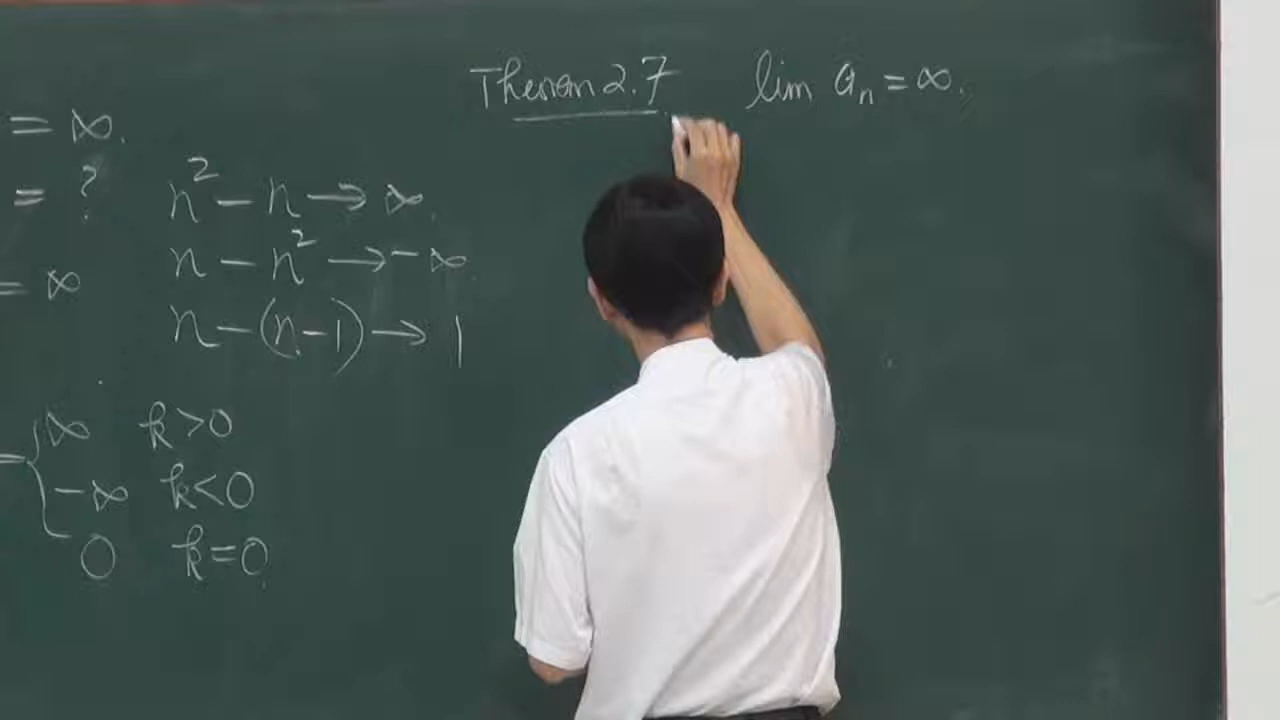 Theorem 2.7 lim aₙ = ∞.
= ∞.
= ? n² − n → ∞.
n − n² → −∞.
= ∞
n − (n − 1) → 1
= { ∞ k > 0
−∞ k < 0
0 k = 0